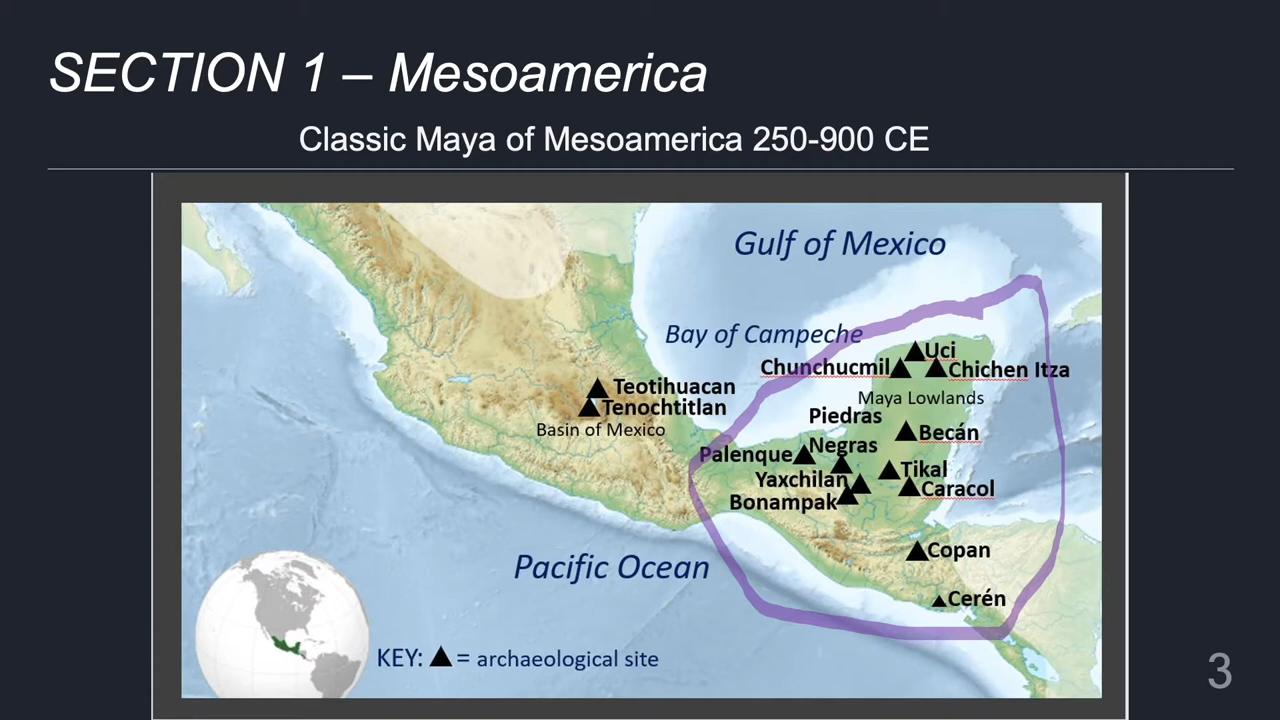 SECTION 1 – Mesoamerica
Classic Maya of Mesoamerica 250-900 CE
Gulf of Mexico
Bay of Campeche
Uci
Chunchucmil
Chichen Itza
Teotihuacan
Maya Lowlands
Tenochtitlan
Piedras
Negras
Basin of Mexico
Becán
Palenque
Tikal
Yaxchilan
Caracol
Bonampak
Copan
Pacific Ocean
Cerén
KEY: = archaeological site
3